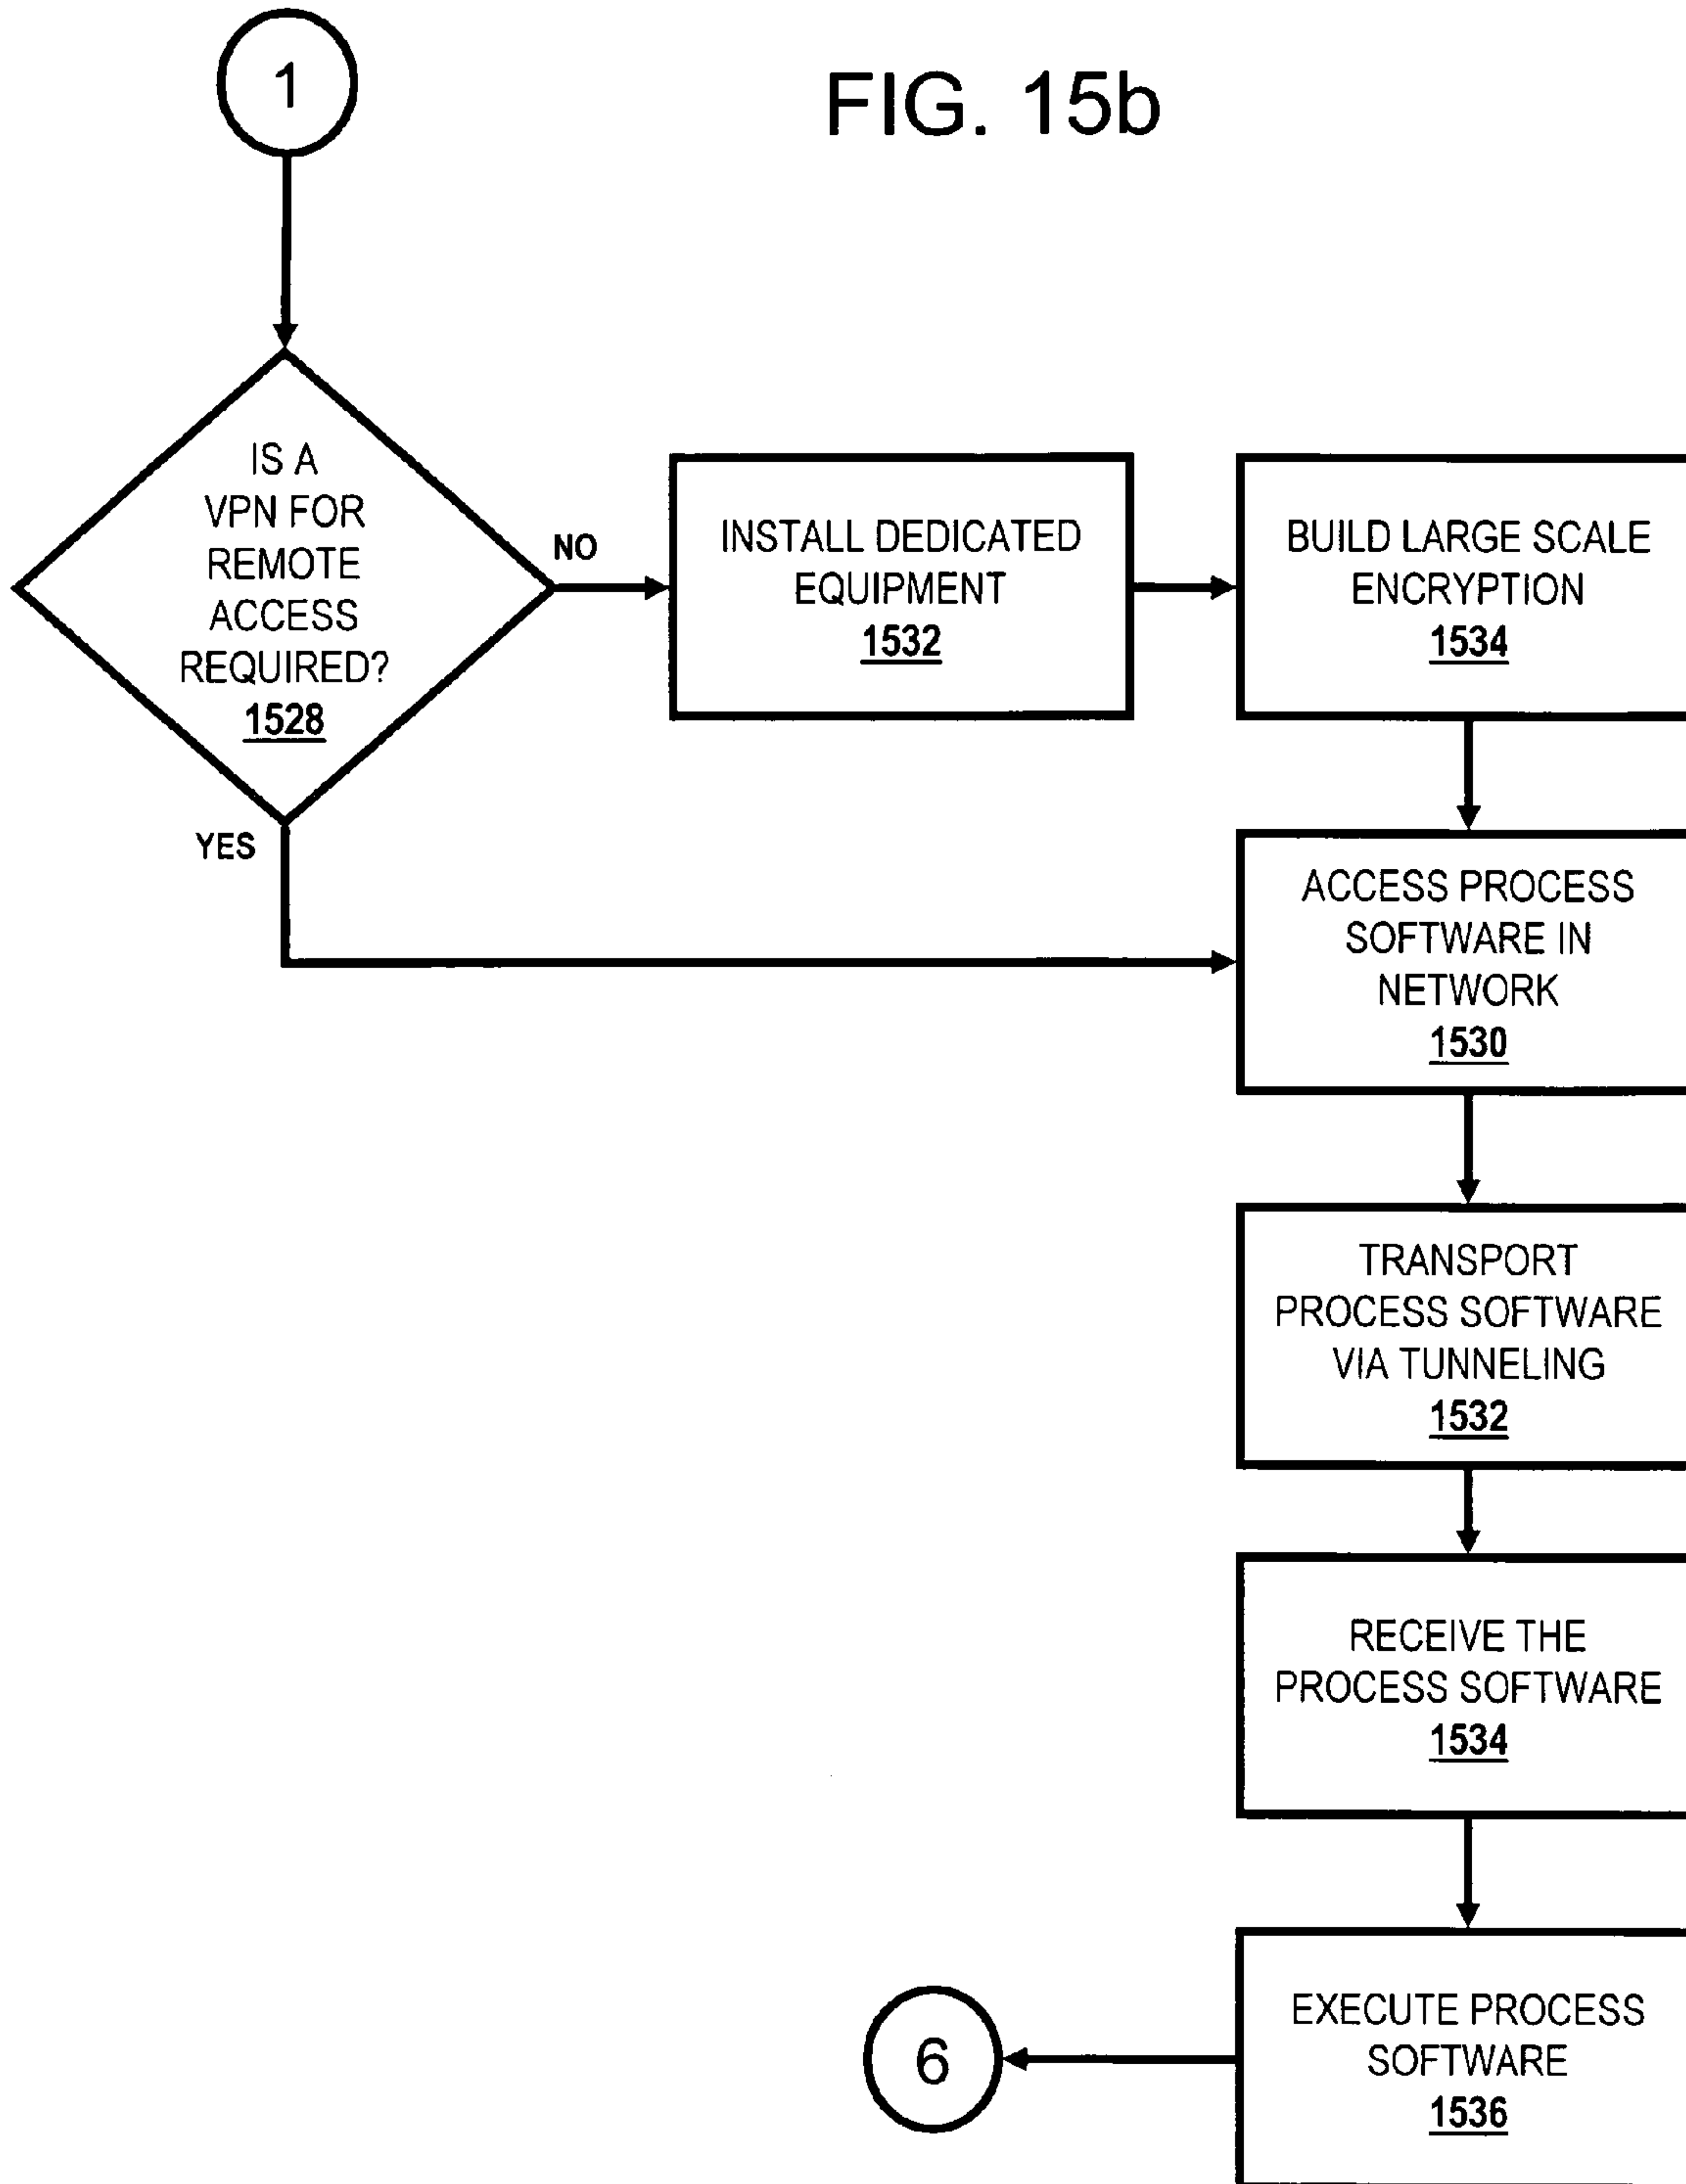 1
FIG. 15b
IS A
VPN FOR
REMOTE
ACCESS
REQUIRED?
1528
NO
INSTALL DEDICATED
EQUIPMENT
1532
BUILD LARGE SCALE
ENCRYPTION
1534
YES
ACCESS PROCESS
SOFTWARE IN
NETWORK
1530
TRANSPORT
PROCESS SOFTWARE
VIA TUNNELING
1532
RECEIVE THE
PROCESS SOFTWARE
1534
EXECUTE PROCESS
SOFTWARE
1536
6